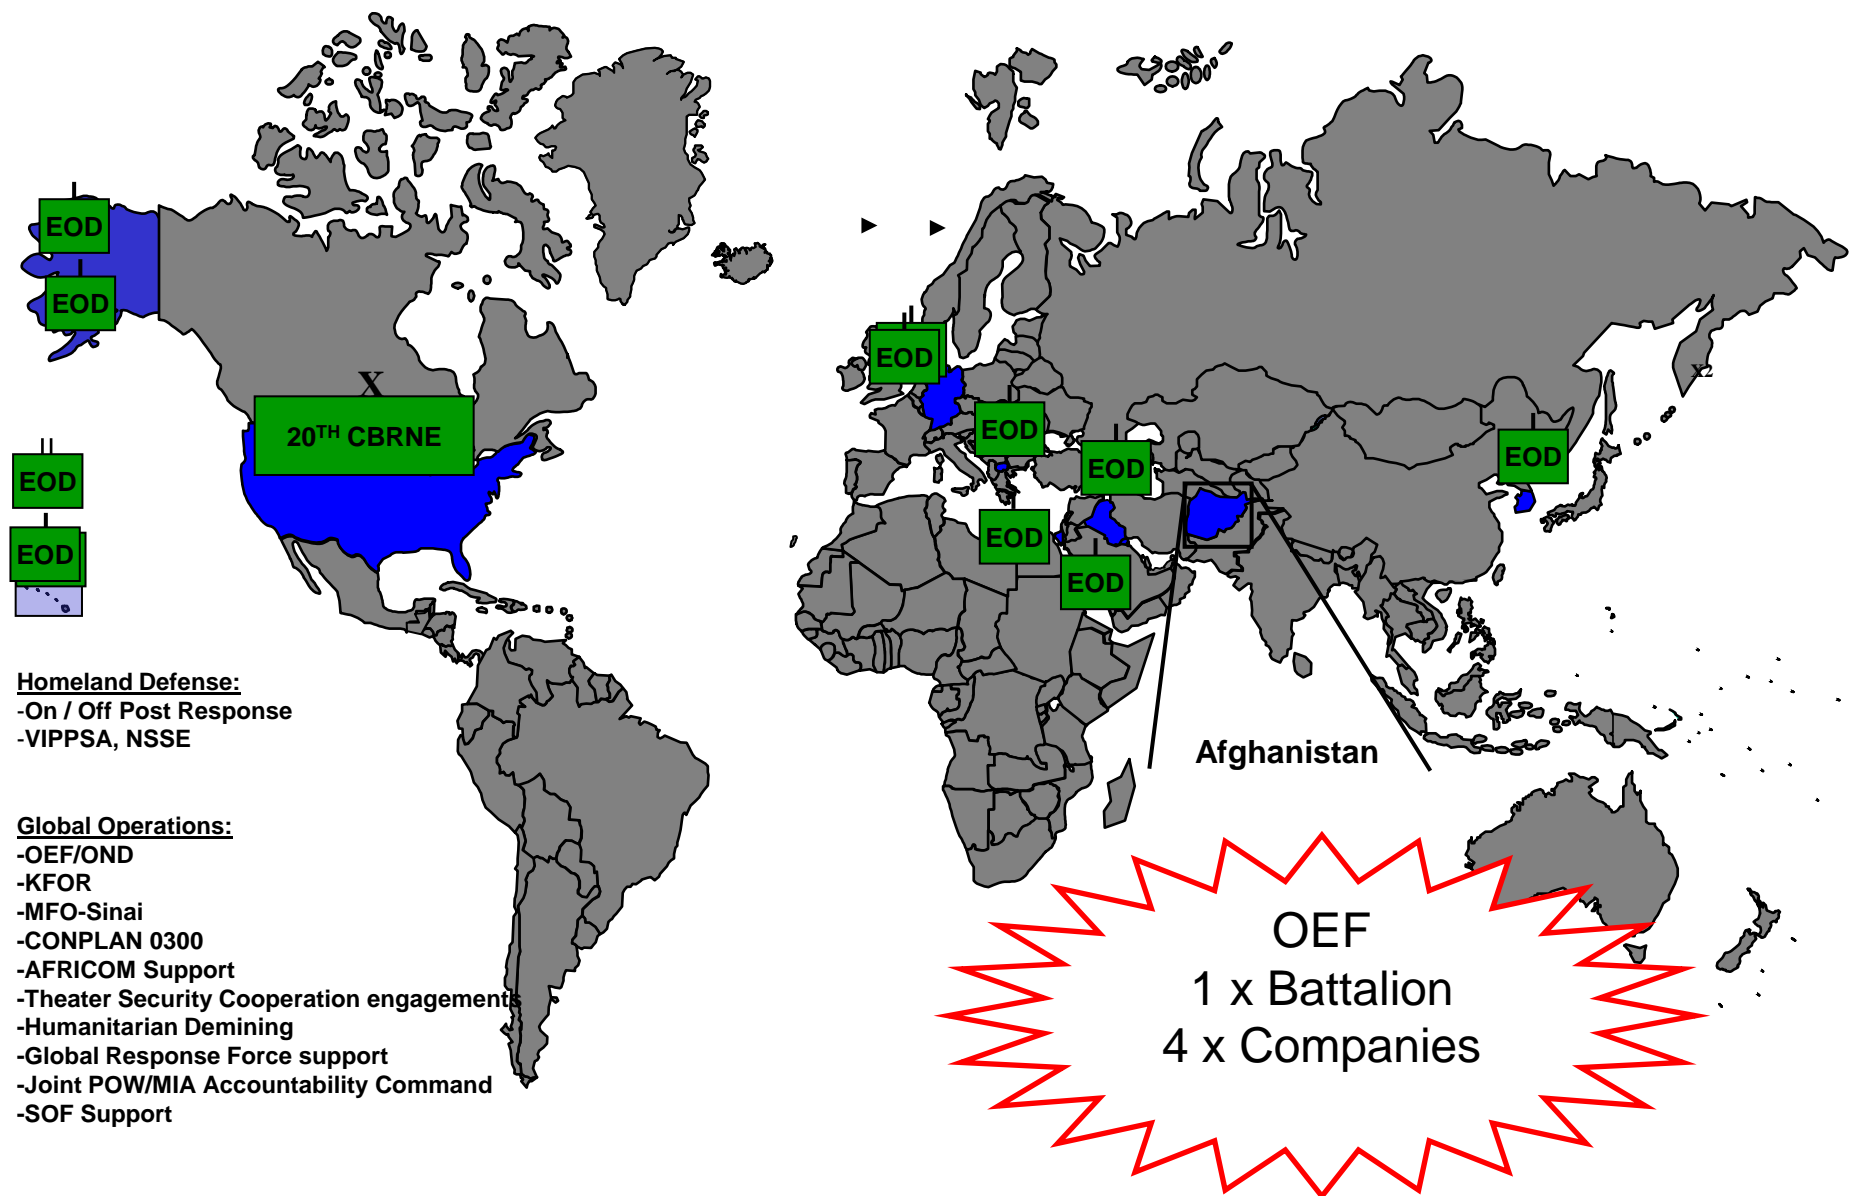 EOD
EOD
X
20TH CBRNE
EOD
EOD
EOD
EOD
EOD
EOD
EOD
EOD
X2
EOD
Homeland Defense:
-On / Off Post Response
-VIPPSA, NSSE
Global Operations:
-OEF/OND
-KFOR
-MFO-Sinai
-CONPLAN 0300
-AFRICOM Support
-Theater Security Cooperation engagements
-Humanitarian Demining
-Global Response Force support
-Joint POW/MIA Accountability Command
-SOF Support
Afghanistan
OEF
1 x Battalion
4 x Companies